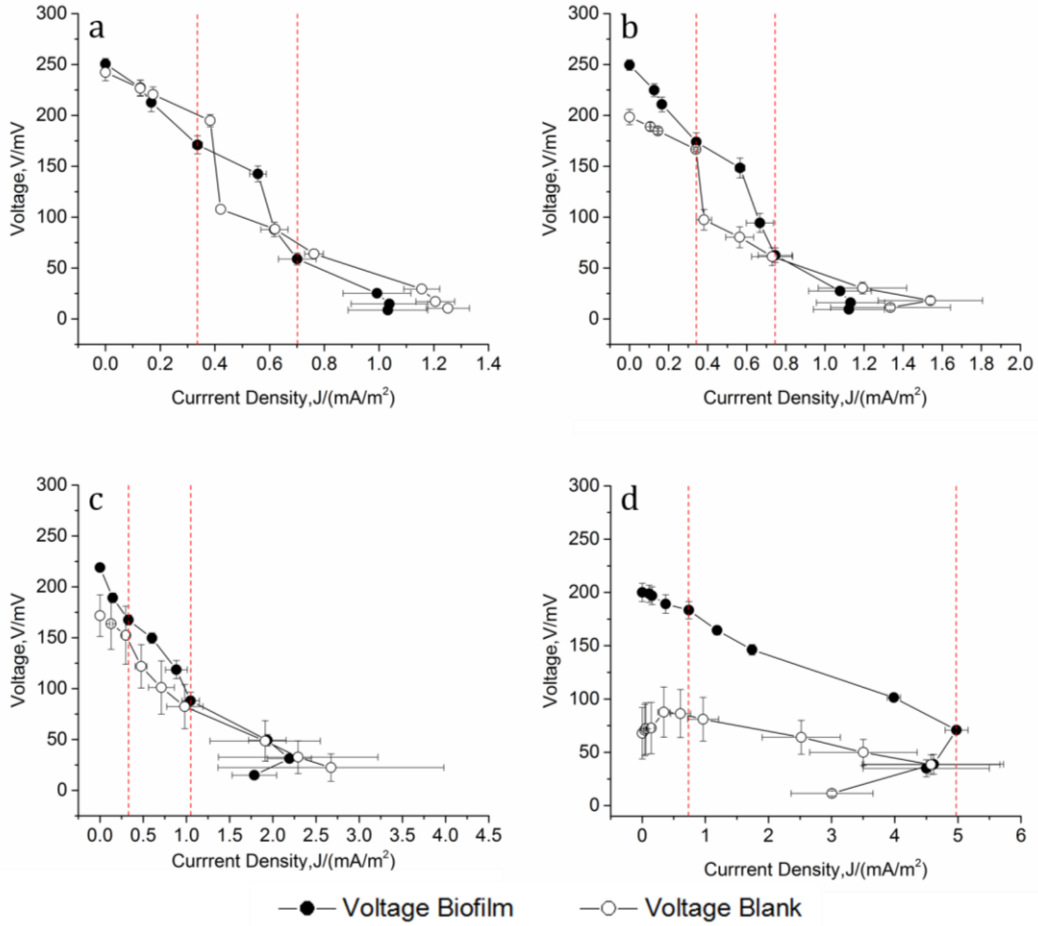 a
300
250
200
150
100
50
0
Voltage,V/mV
0.0 0.2 0.4 0.6 0.8 1.0 1.2 1.4
Currrent Density,J/(mA/m²)
b
300
250
200
150
100
50
0
Voltage,V/mV
0.0 0.2 0.4 0.6 0.8 1.0 1.2 1.4 1.6 1.8 2.0
Currrent Density,J/(mA/m²)
c
300
250
200
150
100
50
0
Voltage,V/mV
0.0 0.5 1.0 1.5 2.0 2.5 3.0 3.5 4.0 4.5
Currrent Density,J/(mA/m²)
d
300
250
200
150
100
50
0
Voltage,V/mV
0 1 2 3 4 5 6
Currrent Density,J/(mA/m²)
Voltage Biofilm
Voltage Blank